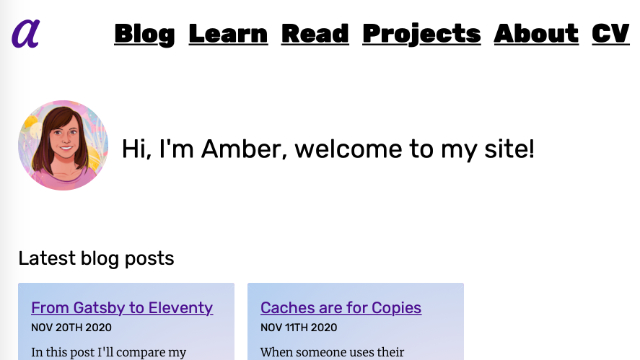 a
Blog Learn Read Projects About CV
Hi, I'm Amber, welcome to my site!
Latest blog posts
From Gatsby to Eleventy
NOV 20TH 2020
In this post I'll compare my
Caches are for Copies
NOV 11TH 2020
When someone uses their